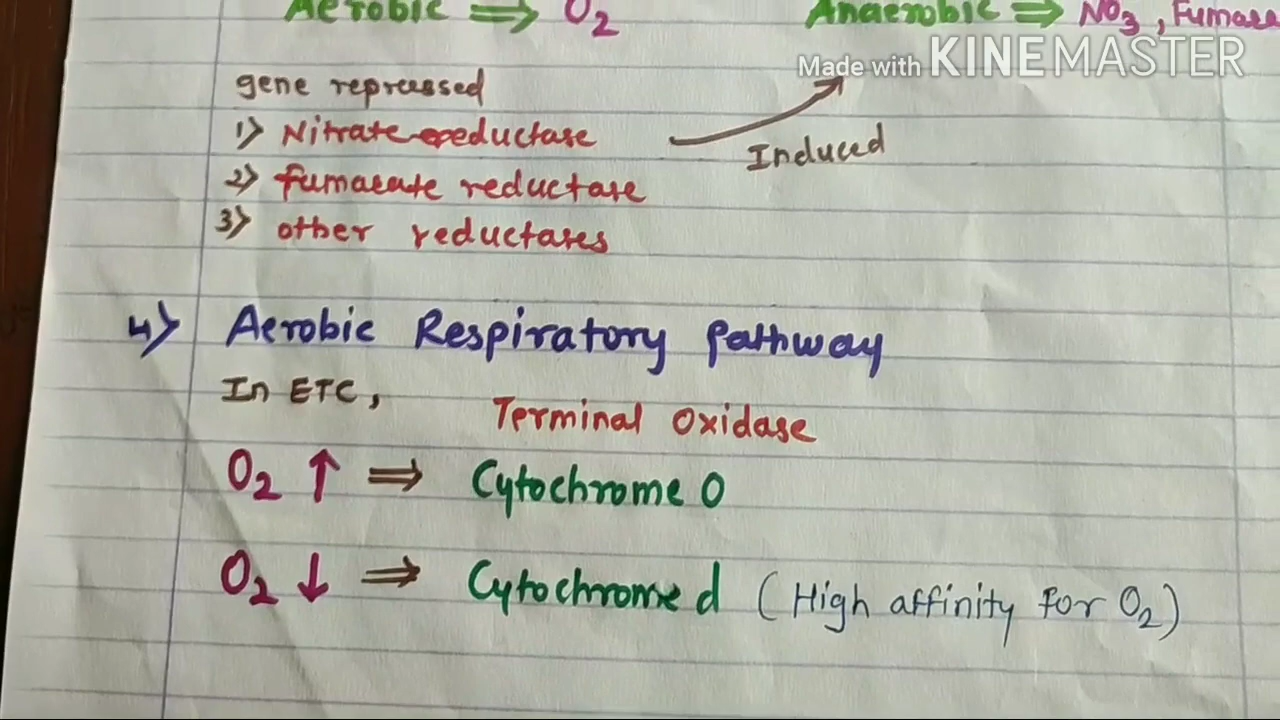 Aerobic ⇒ O2 Anaerobic ⇒ NO3, Fumara
Made with KINEMASTER
gene repressed
1) Nitrate reductase Induced
2) fumarate reductase
3) other reductases
4) Aerobic Respiratory Pathway
In ETC, Terminal Oxidase
O2 ↑ ⇒ Cytochrome O
O2 ↓ ⇒ Cytochrome d (High affinity for O2)